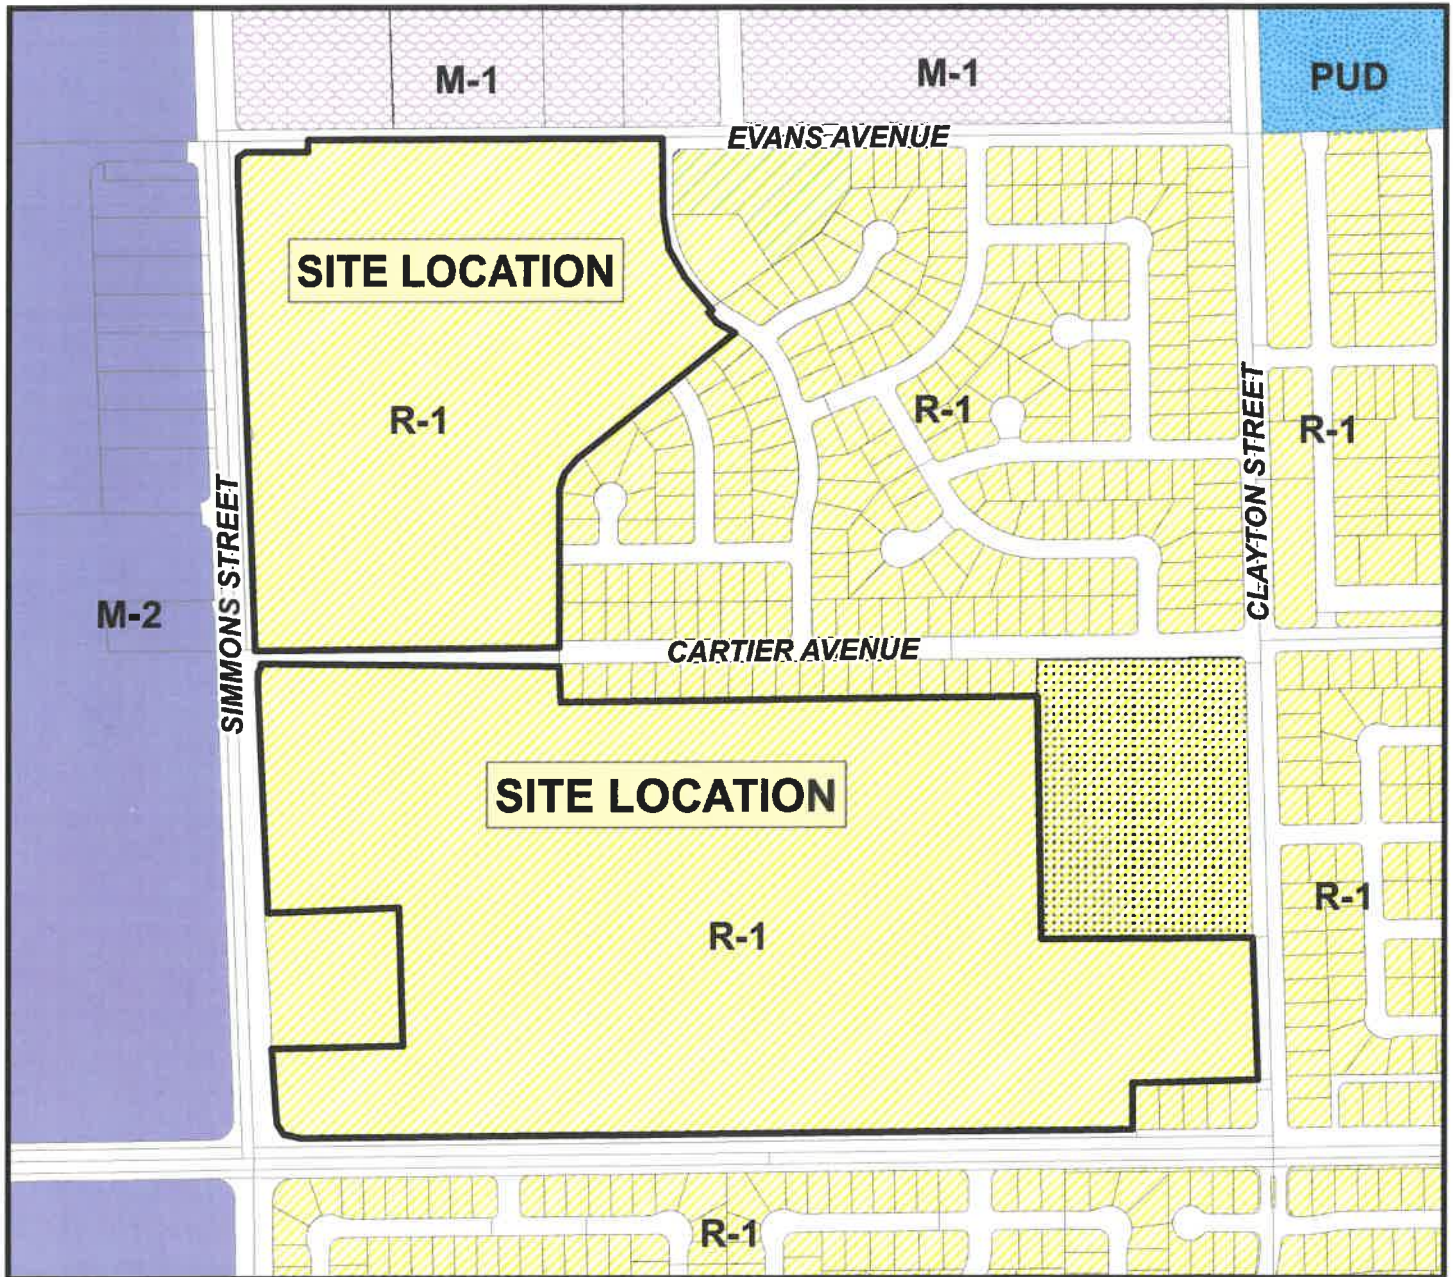 M-1
M-1
PUD
EVANS AVENUE
SITE LOCATION
R-1
R-1
R-1
CLAYTON STREET
SIMMONS STREET
M-2
CARTIER AVENUE
SITE LOCATION
R-1
R-1
R-1